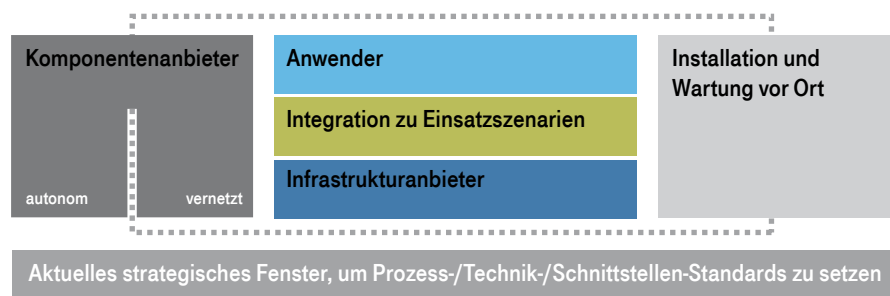 Komponentenanbieter
autonom
vernetzt
Anwender
Integration zu Einsatzszenarien
Infrastrukturanbieter
Installation und
Wartung vor Ort
Aktuelles strategisches Fenster, um Prozess-/Technik-/Schnittstellen-Standards zu setzen